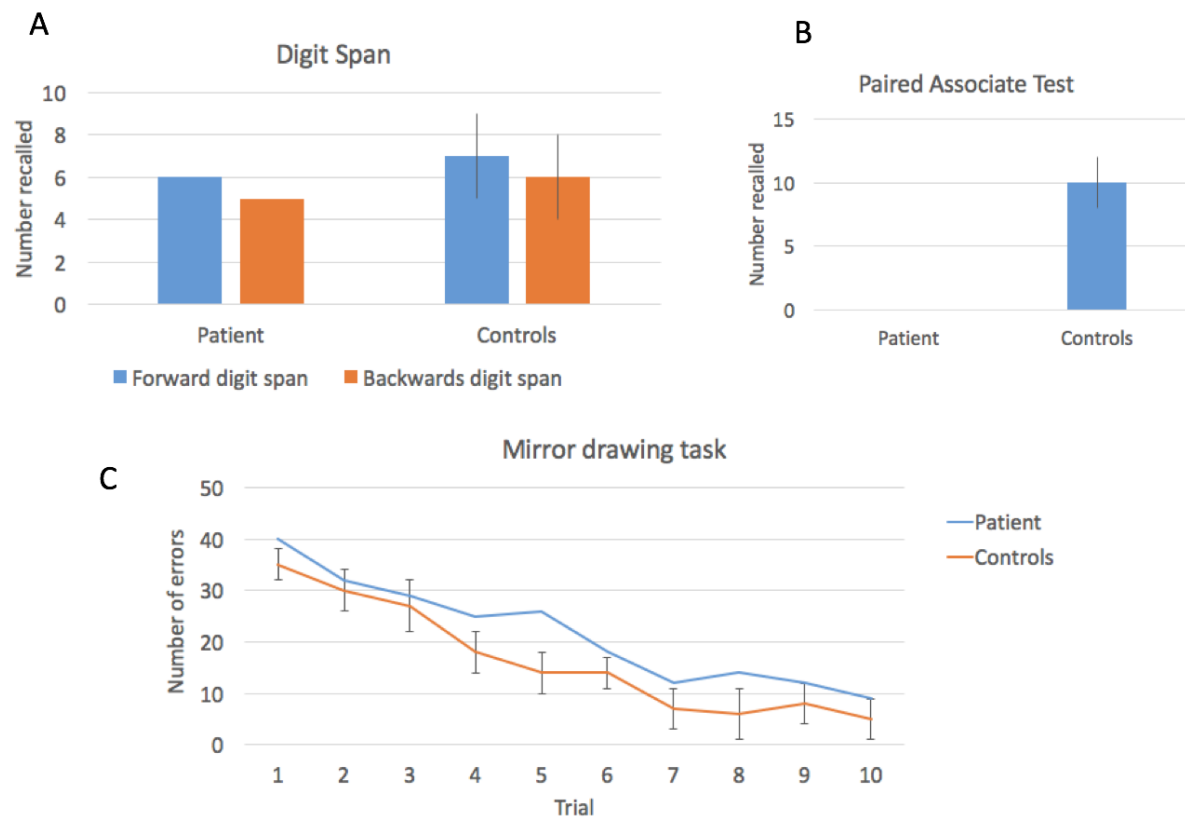 A
Digit Span
Number recalled
10
8
6
4
2
0
Patient
Controls
Forward digit span
Backwards digit span
B
Paired Associate Test
Number recalled
15
10
5
0
Patient
Controls
C
Mirror drawing task
Number of errors
50
40
30
20
10
0
1 2 3 4 5 6 7 8 9 10
Trial
Patient
Controls